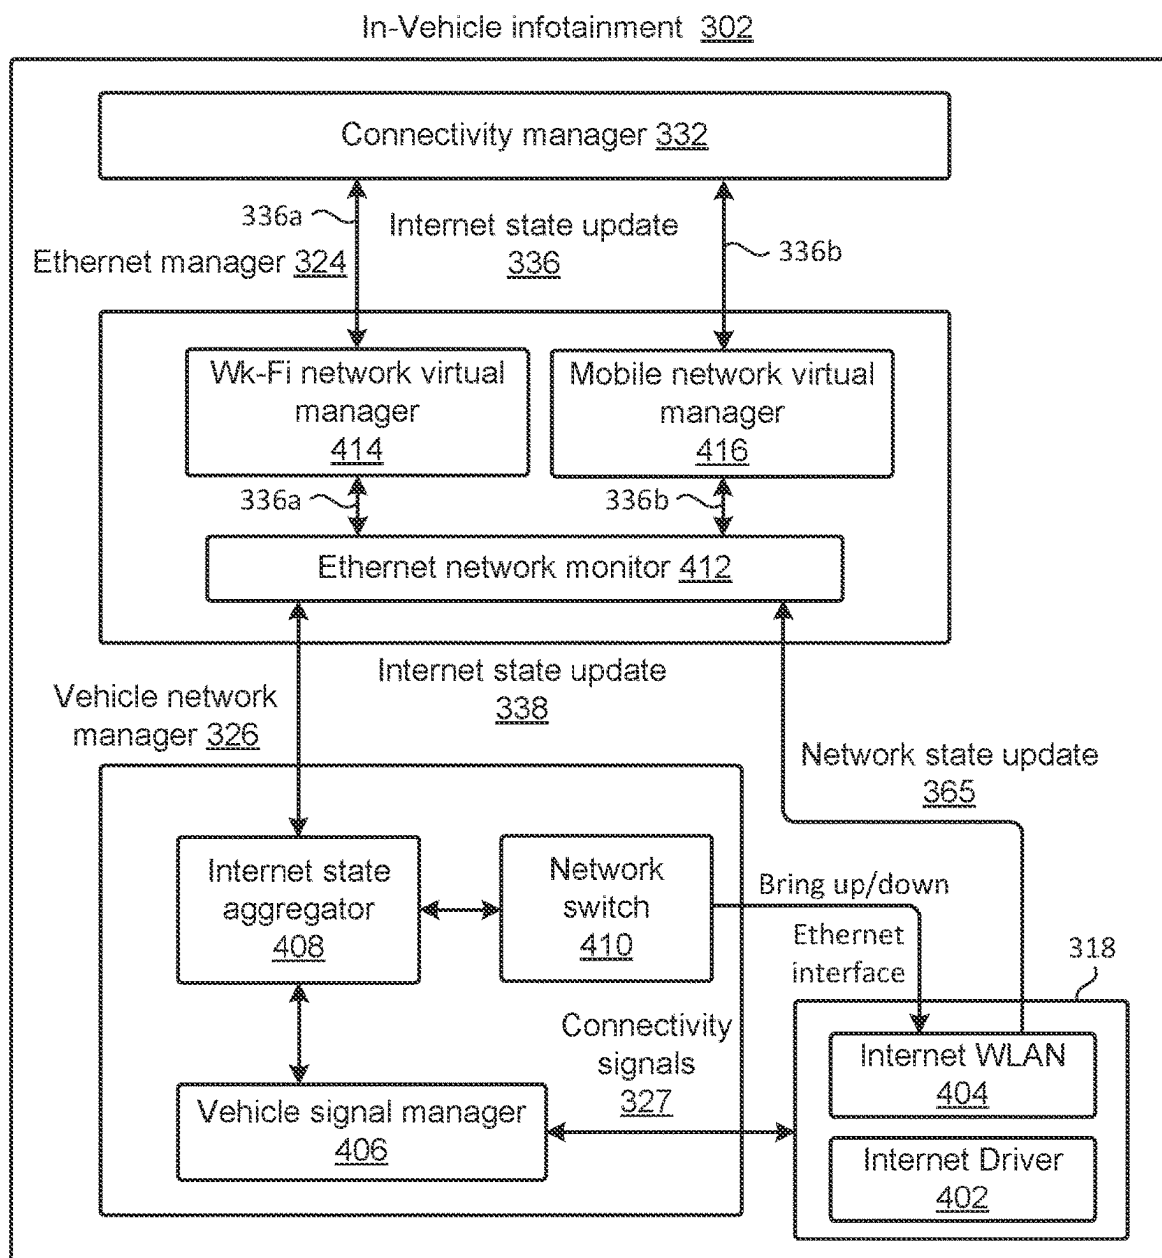 In-Vehicle infotainment 302
Connectivity manager 332
336a
Internet state update
336
336b
Ethernet manager 324
Wk-Fi network virtual
manager
414
Mobile network virtual
manager
416
336a
336b
Ethernet network monitor 412
Internet state update
338
Vehicle network
manager 326
Network state update
365
Internet state
aggregator
408
Network
switch
410
Bring up/down
Ethernet
interface
318
Connectivity
signals
327
Internet WLAN
404
Vehicle signal manager
406
Internet Driver
402